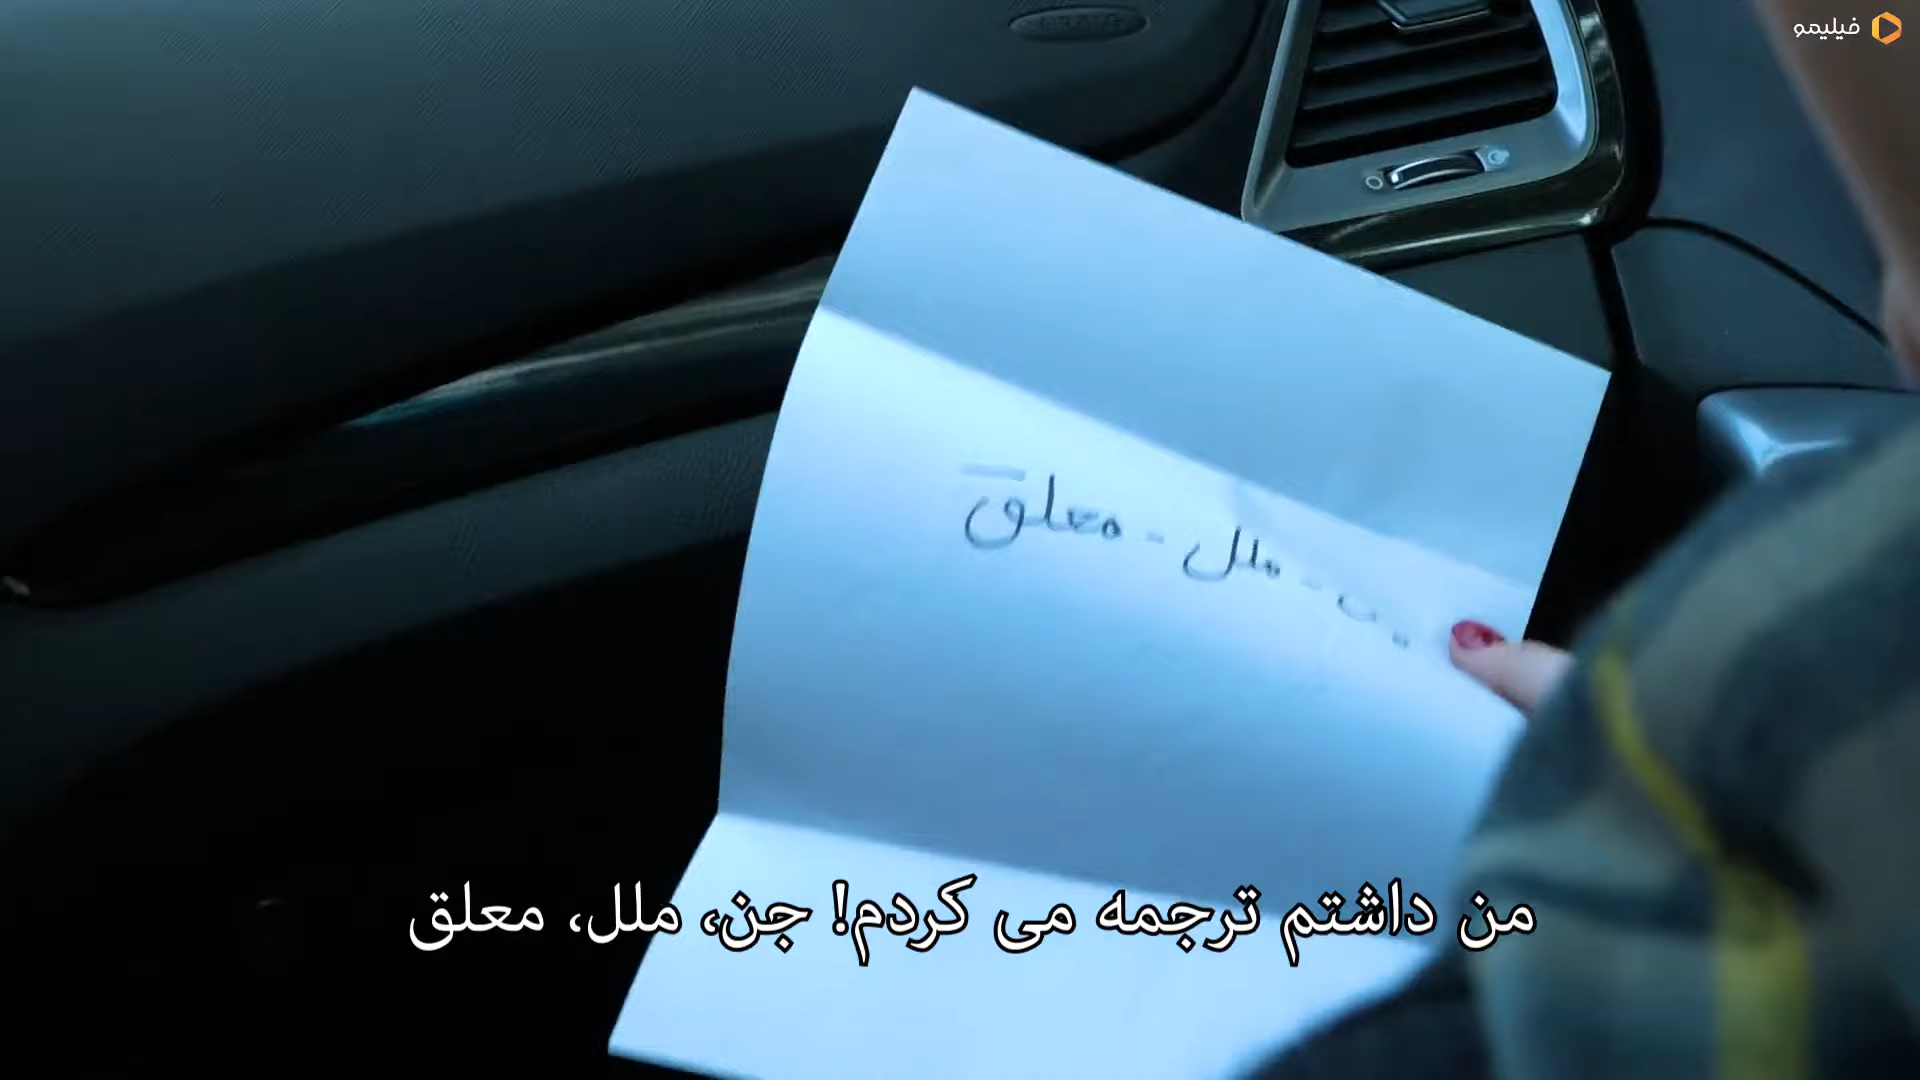 فیلیمو
ملل - معلق
من داشتم ترجمه می کردم! جن، ملل، معلق